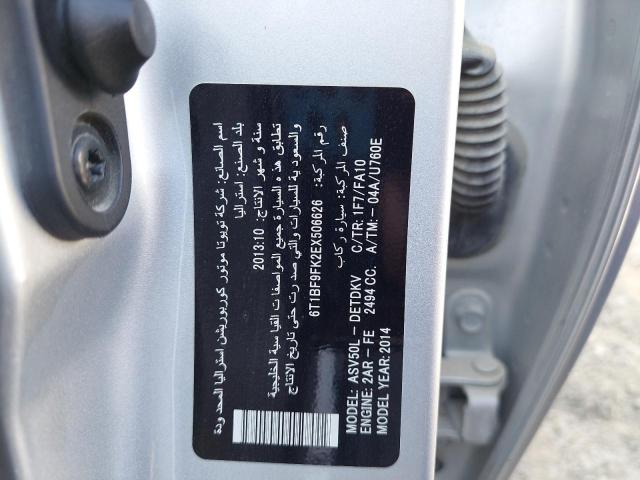 اسم الصانع: شركة تويوتا موتور كوربوريشن استراليا المحدودة
بلد الصنع: استراليا
سنة و شهر الانتاج: 2013:10
تطابق هذه السيارة جميع المواصفات القياسية الخليجية
والسعودية للسيارات والتي صدرت حتى تاريخ الانتاج
رقم المركبة: 6T1BF9FK2EX506626
صنف المركبة: سيارة ركاب
MODEL: ASV50L - DETDKV C/TR: 1F7/FA10
ENGINE: 2AR - FE 2494 CC. A/TM: - 04A/U760E
MODEL YEAR: 2014